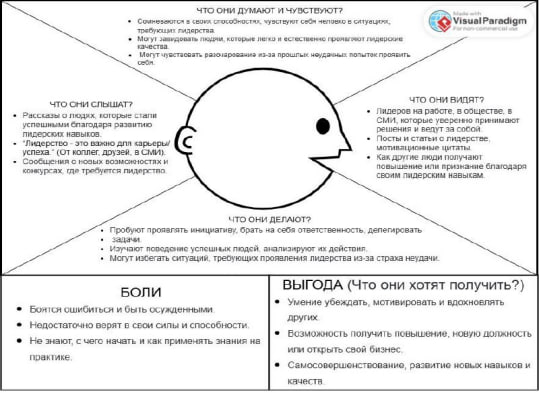 ЧТО ОНИ ДУМАЮТ И ЧУВСТВУЮТ?
• Сомневаются в своих способностях, чувствуют себя неловко в ситуациях,
требующих лидерства.
• Могут завидовать людям, которые легко и естественно проявляют лидерские
качества.
• Могут чувствовать разочарование из-за прошлых неудачных попыток проявить
себя.
Made with
Visual Paradigm
For non-commercial use
ЧТО ОНИ СЛЫШАТ?
• Рассказы о людях, которые стали
успешными благодаря развитию
лидерских навыков.
• "Лидерство - это важно для карьеры/
успеха." (От коллег, друзей, в СМИ).
• Сообщения о новых возможностях и
конкурсах, где требуется лидерство.
ЧТО ОНИ ВИДЯТ?
• Лидеров на работе, в обществе, в
СМИ, которые уверенно принимают
решения и ведут за собой.
• Посты и статьи о лидерстве,
мотивационные цитаты.
• Как другие люди получают
повышение или признание благодаря
своим лидерским навыкам.
ЧТО ОНИ ДЕЛАЮТ?
• Пробуют проявлять инициативу, брать на себя ответственность, делегировать
• задачи.
• Изучают поведение успешных людей, анализируют их действия.
• Могут избегать ситуаций, требующих проявления лидерства из-за страха неудачи.
БОЛИ
• Боятся ошибиться и быть осужденными
• Недостаточно верят в свои силы и способности.
• Не знают, с чего начать и как применять знания на
практике.
ВЫГОДА (Что они хотят получить?)
• Умение убеждать, мотивировать и вдохновлять
других.
• Возможность получить повышение, новую должность
или открыть свой бизнес.
• Самосовершенствование, развитие новых навыков и
качеств.